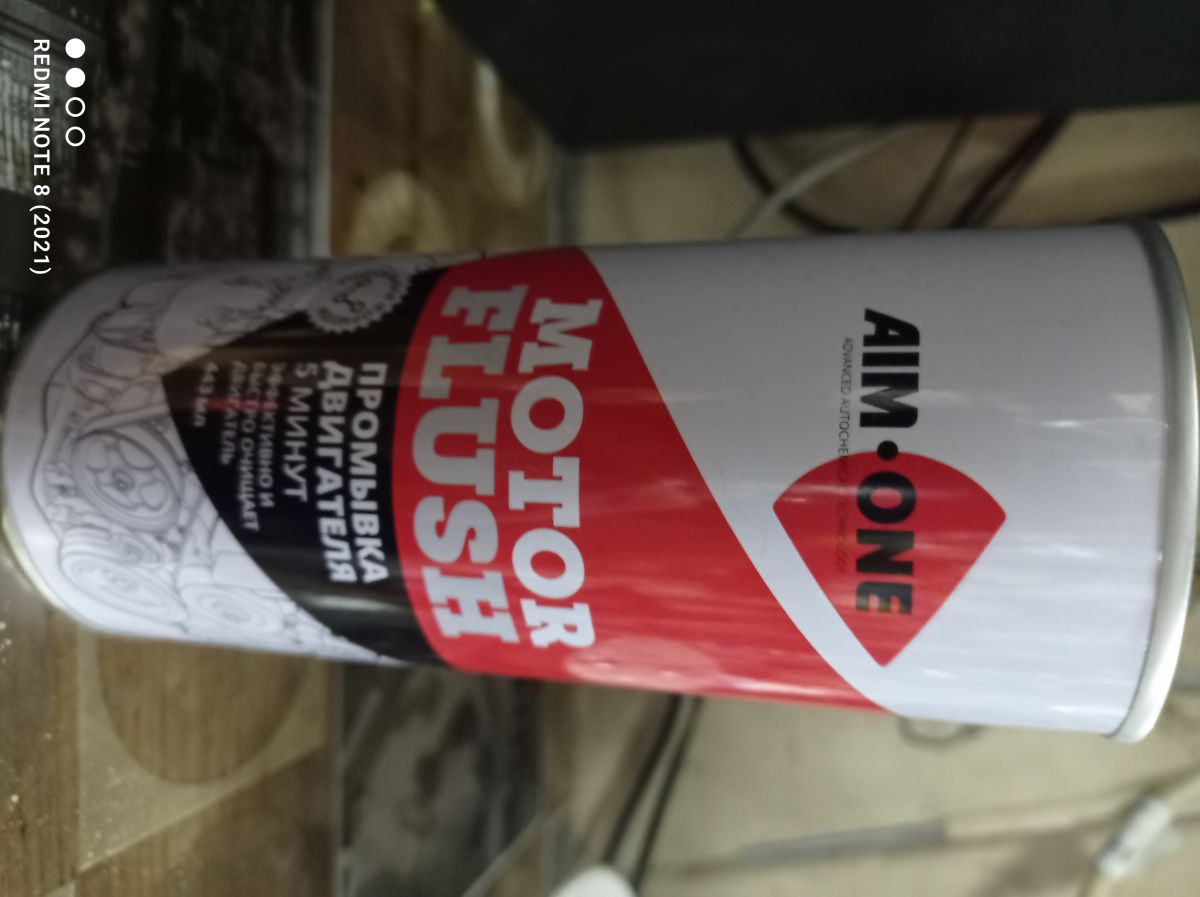 AIM•ONE
ADVANCED AUTOCHEMICAL TECHNOLOGY
MOTOR
FLUSH
ПРОМЫВКА
ДВИГАТЕЛЯ
5 МИНУТ
ЭФФЕКТИВНО И
БЫСТРО ОЧИЩАЕТ
ДВИГАТЕЛЬ
443 мл
REDMI NOTE 8 (2021)